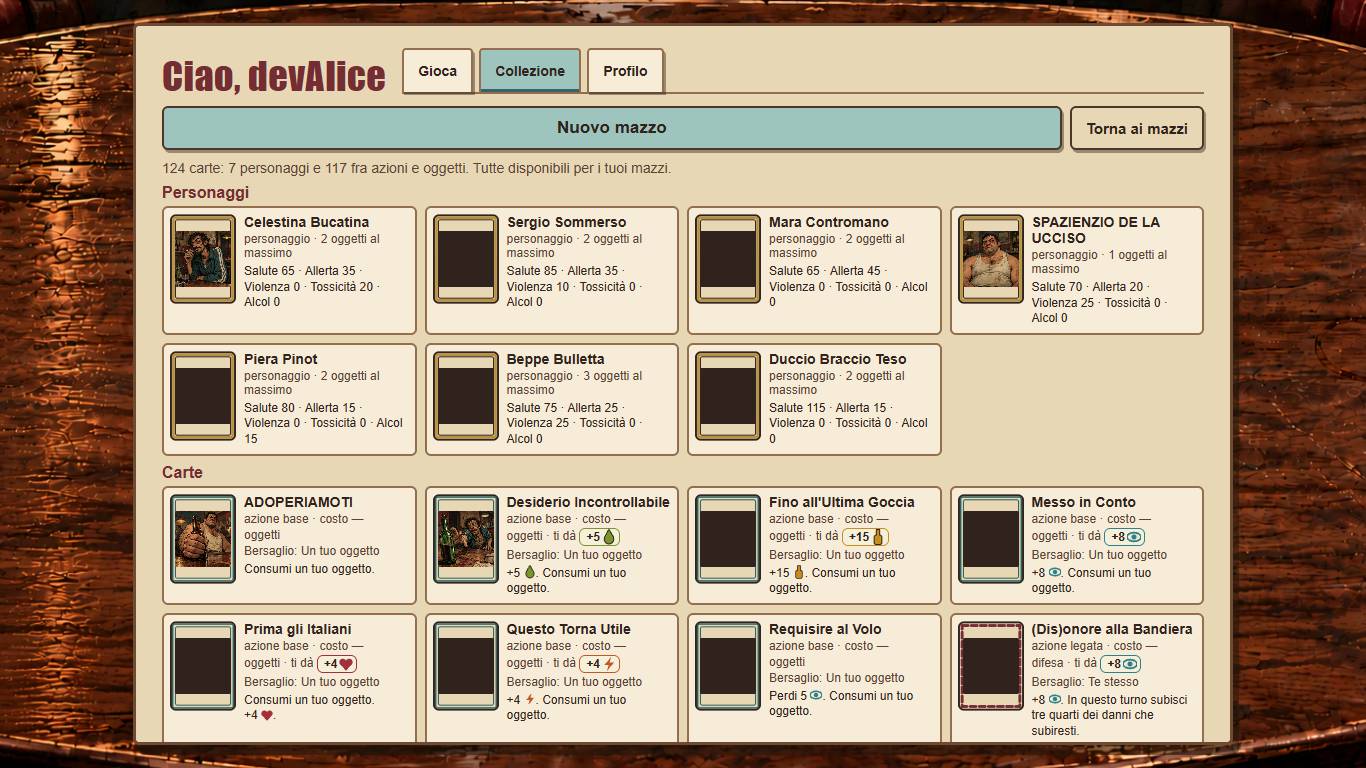 Ciao, devAlice
Gioca
Collezione
Profilo
Nuovo mazzo
Torna ai mazzi
124 carte: 7 personaggi e 117 fra azioni e oggetti. Tutte disponibili per i tuoi mazzi.
Personaggi
Celestina Bucatina
personaggio · 2 oggetti al
massimo
Salute 65 · Allerta 35 ·
Violenza 0 · Tossicità 20 ·
Alcol 0
Sergio Sommerso
personaggio · 2 oggetti al
massimo
Salute 85 · Allerta 35 ·
Violenza 10 · Tossicità 0 ·
Alcol 0
Mara Contromano
personaggio · 2 oggetti al
massimo
Salute 65 · Allerta 45 ·
Violenza 0 · Tossicità 0 · Alcol
0
SPAZIENZIO DE LA
UCCISO
personaggio · 1 oggetti al
massimo
Salute 70 · Allerta 20 ·
Violenza 25 · Tossicità 0 ·
Alcol 0
Piera Pinot
personaggio · 2 oggetti al
massimo
Salute 80 · Allerta 15 ·
Violenza 0 · Tossicità 0 · Alcol
15
Beppe Bulletta
personaggio · 3 oggetti al
massimo
Salute 75 · Allerta 25 ·
Violenza 25 · Tossicità 0 ·
Alcol 0
Duccio Braccio Teso
personaggio · 2 oggetti al
massimo
Salute 115 · Allerta 15 ·
Violenza 0 · Tossicità 0 · Alcol
0
Carte
ADOPERIAMOTI
azione base · costo —
oggetti
Bersaglio: Un tuo oggetto
Consumi un tuo oggetto.
Desiderio Incontrollabile
azione base · costo —
oggetti · ti dà +5
Bersaglio: Un tuo oggetto
+5 . Consumi un tuo
oggetto.
Fino all'Ultima Goccia
azione base · costo —
oggetti · ti dà +15
Bersaglio: Un tuo oggetto
+15 . Consumi un tuo
oggetto.
Messo in Conto
azione base · costo —
oggetti · ti dà +8
Bersaglio: Un tuo oggetto
+8 . Consumi un tuo
oggetto.
Prima gli Italiani
azione base · costo —
oggetti · ti dà +4
Bersaglio: Un tuo oggetto
Consumi un tuo oggetto.
+4 .
Questo Torna Utile
azione base · costo —
oggetti · ti dà +4
Bersaglio: Un tuo oggetto
+4 . Consumi un tuo
oggetto.
Requisire al Volo
azione base · costo —
oggetti
Bersaglio: Un tuo oggetto
Perdi 5 . Consumi un tuo
oggetto.
(Dis)onore alla Bandiera
azione legata · costo —
difesa · ti dà +8
Bersaglio: Te stesso
+8 . In questo turno subisci
tre quarti dei danni che
subiresti.